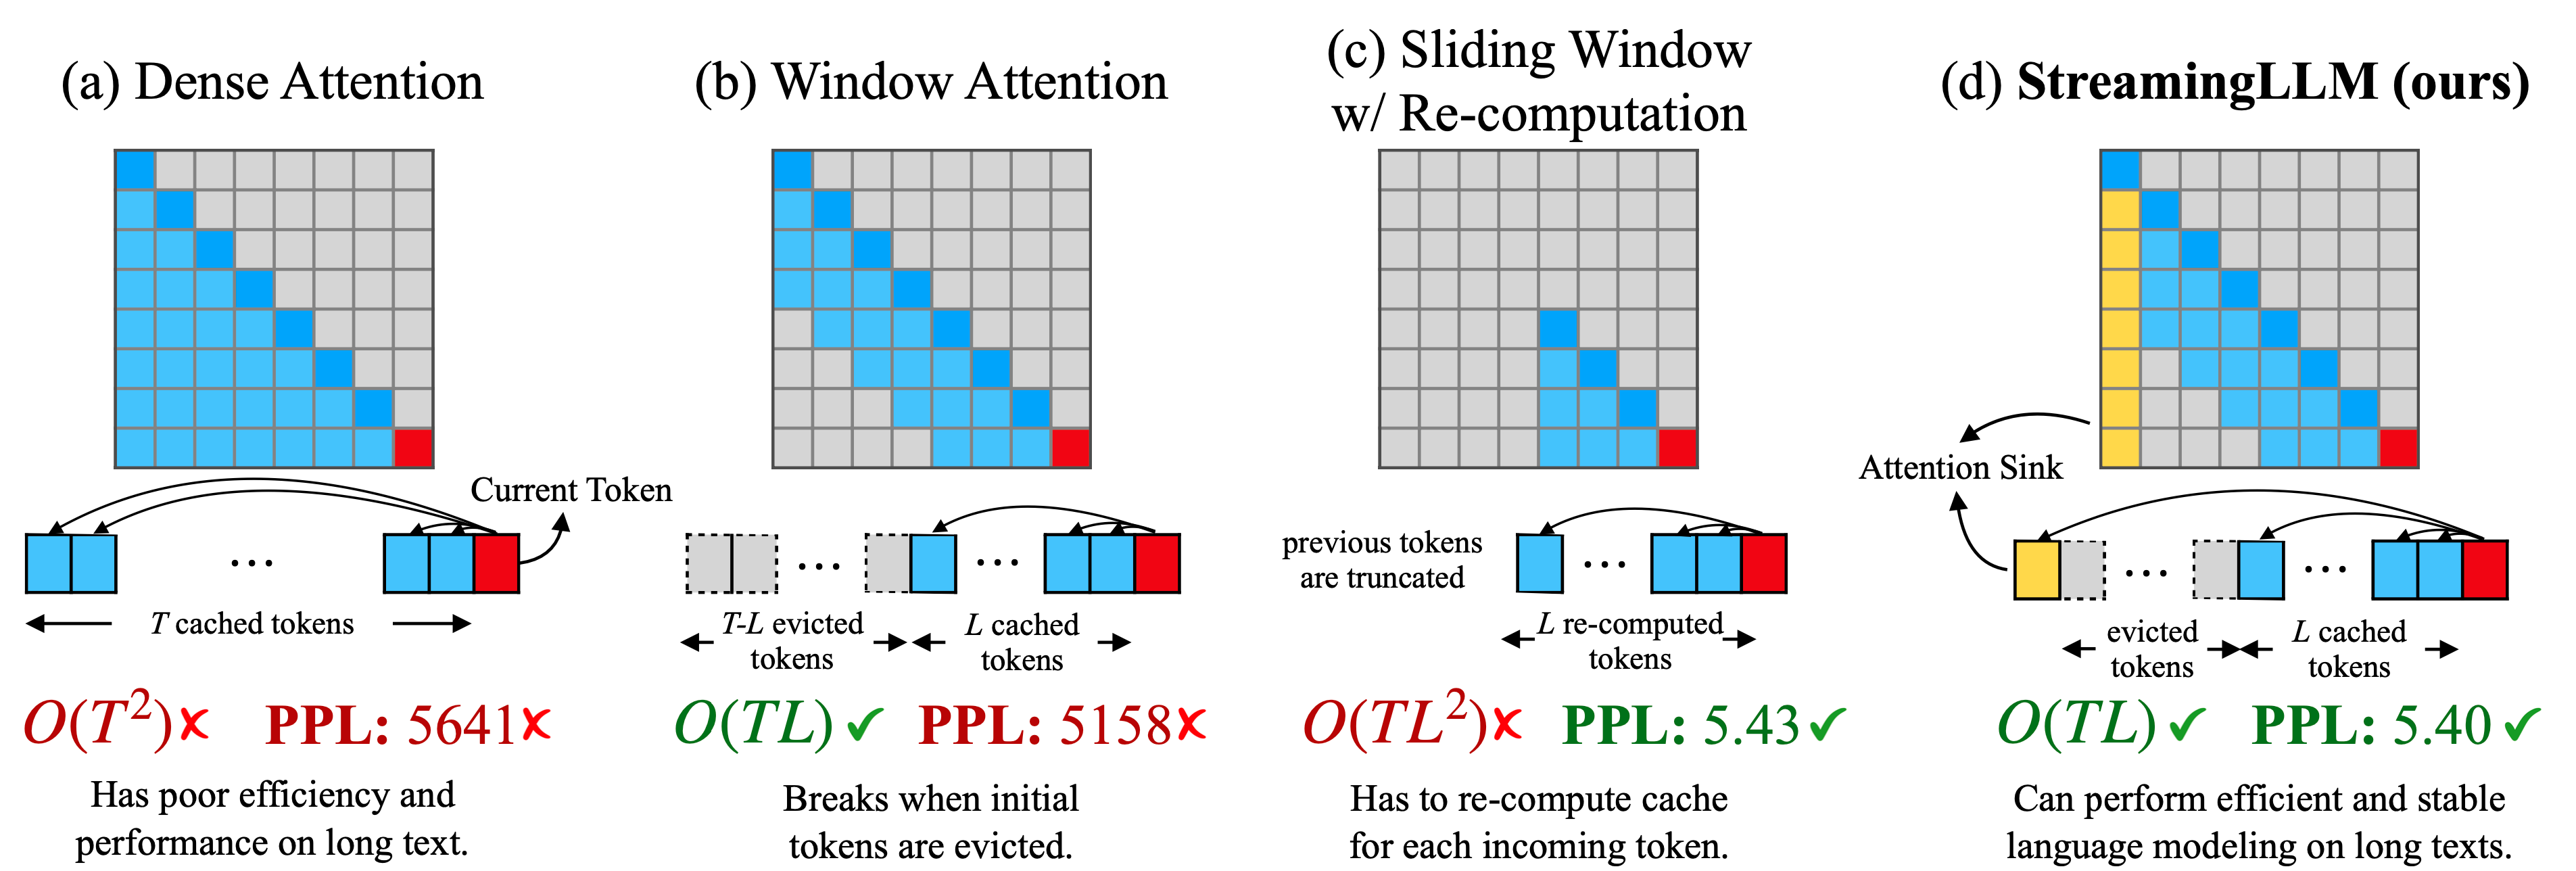 (a) Dense Attention
Current Token
...
T cached tokens
O(T²)✗ PPL: 5641✗
Has poor efficiency and
performance on long text.
(b) Window Attention
... ...
T-L evicted
tokens
L cached
tokens
O(TL) ✓ PPL: 5158✗
Breaks when initial
tokens are evicted.
(c) Sliding Window
w/ Re-computation
previous tokens
are truncated
...
L re-computed
tokens
O(TL²)✗ PPL: 5.43✓
Has to re-compute cache
for each incoming token.
(d) StreamingLLM (ours)
Attention Sink
... ...
evicted
tokens
L cached
tokens
O(TL) ✓ PPL: 5.40 ✓
Can perform efficient and stable
language modeling on long texts.